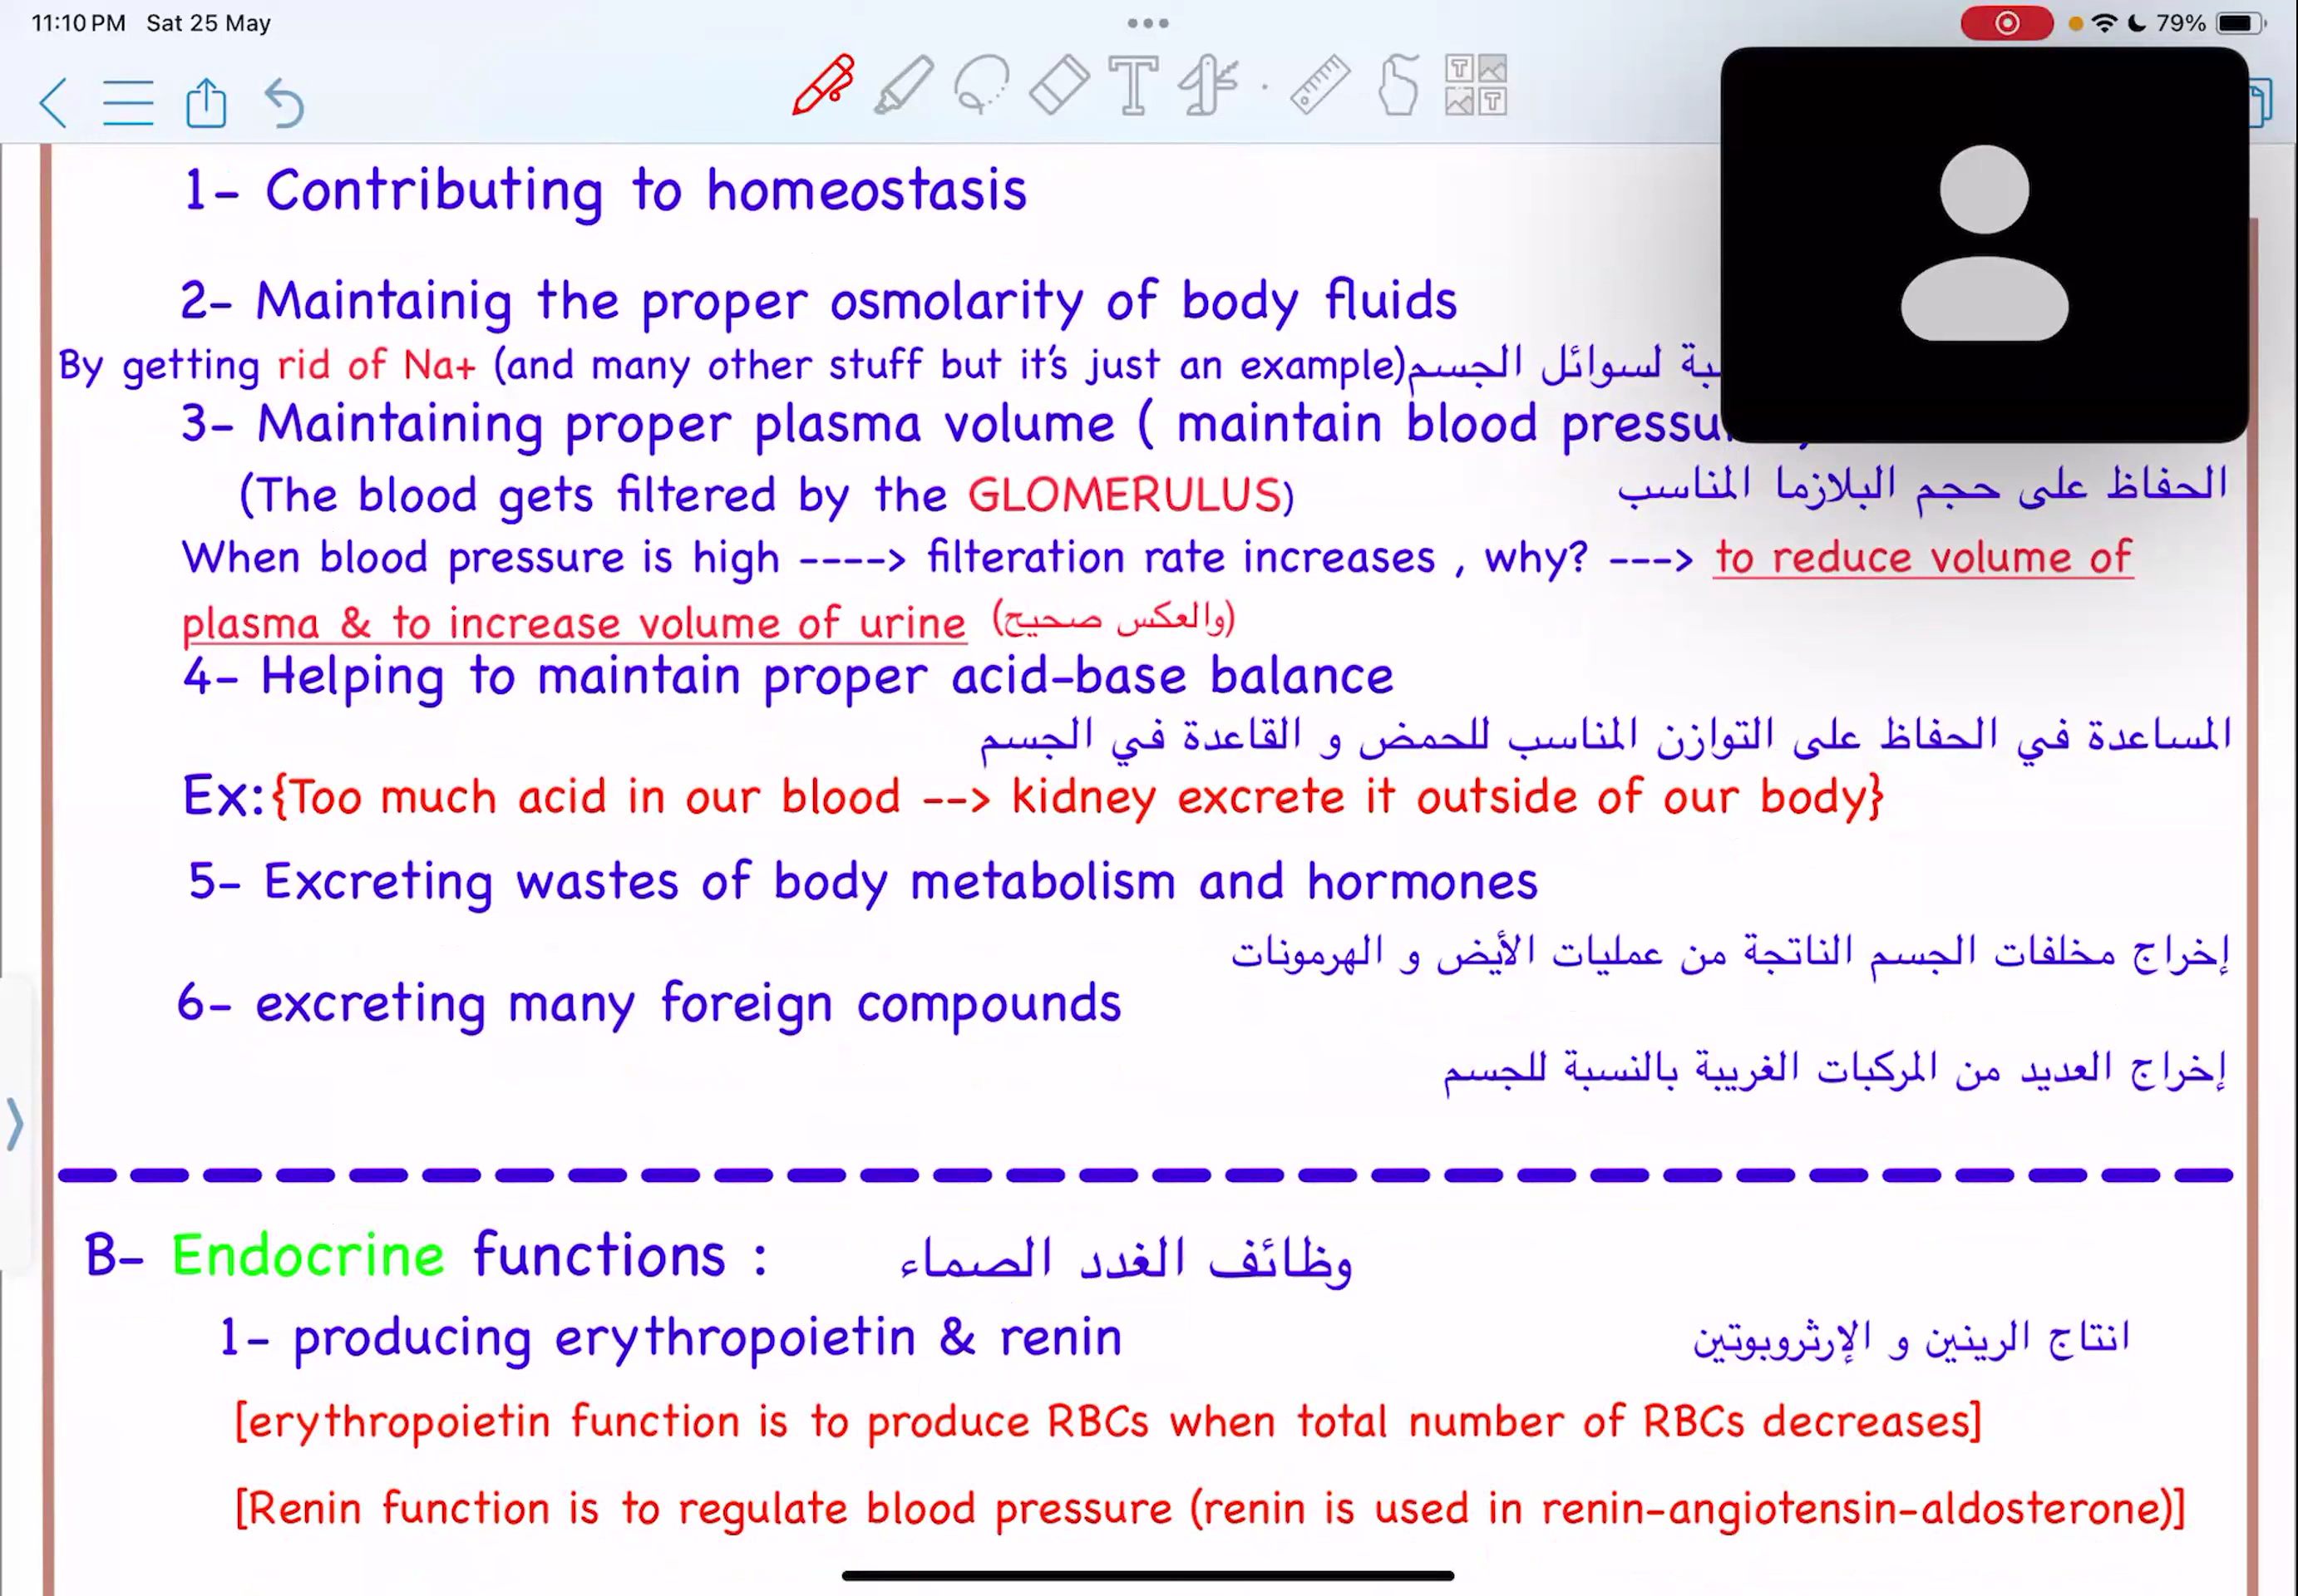 11:10 PM Sat 25 May
79%
1- Contributing to homeostasis
2- Maintainig the proper osmolarity of body fluids
By getting rid of Na+ (and many other stuff but it's just an example) لسوائل الجسم
3- Maintaining proper plasma volume ( maintain blood
(The blood gets filtered by the GLOMERULUS) الحفاظ على حجم البلازما المناسب
When blood pressure is high ----> filteration rate increases , why? ---> to reduce volume of
plasma & to increase volume of urine (والعكس صحيح)
4- Helping to maintain proper acid-base balance
المساعدة في الحفاظ على التوازن المناسب للحمض و القاعدة في الجسم
Ex:{Too much acid in our blood --> kidney excrete it outside of our body}
5- Excreting wastes of body metabolism and hormones
إخراج مخلفات الجسم الناتجة من عمليات الأيض و الهرمونات
6- excreting many foreign compounds
إخراج العديد من المركبات الغريبة بالنسبة للجسم
B- Endocrine functions : وظائف الغدد الصماء
1- producing erythropoietin & renin انتاج الرينين و الإرثروبوتين
[erythropoietin function is to produce RBCs when total number of RBCs decreases]
[Renin function is to regulate blood pressure (renin is used in renin-angiotensin-aldosterone)]